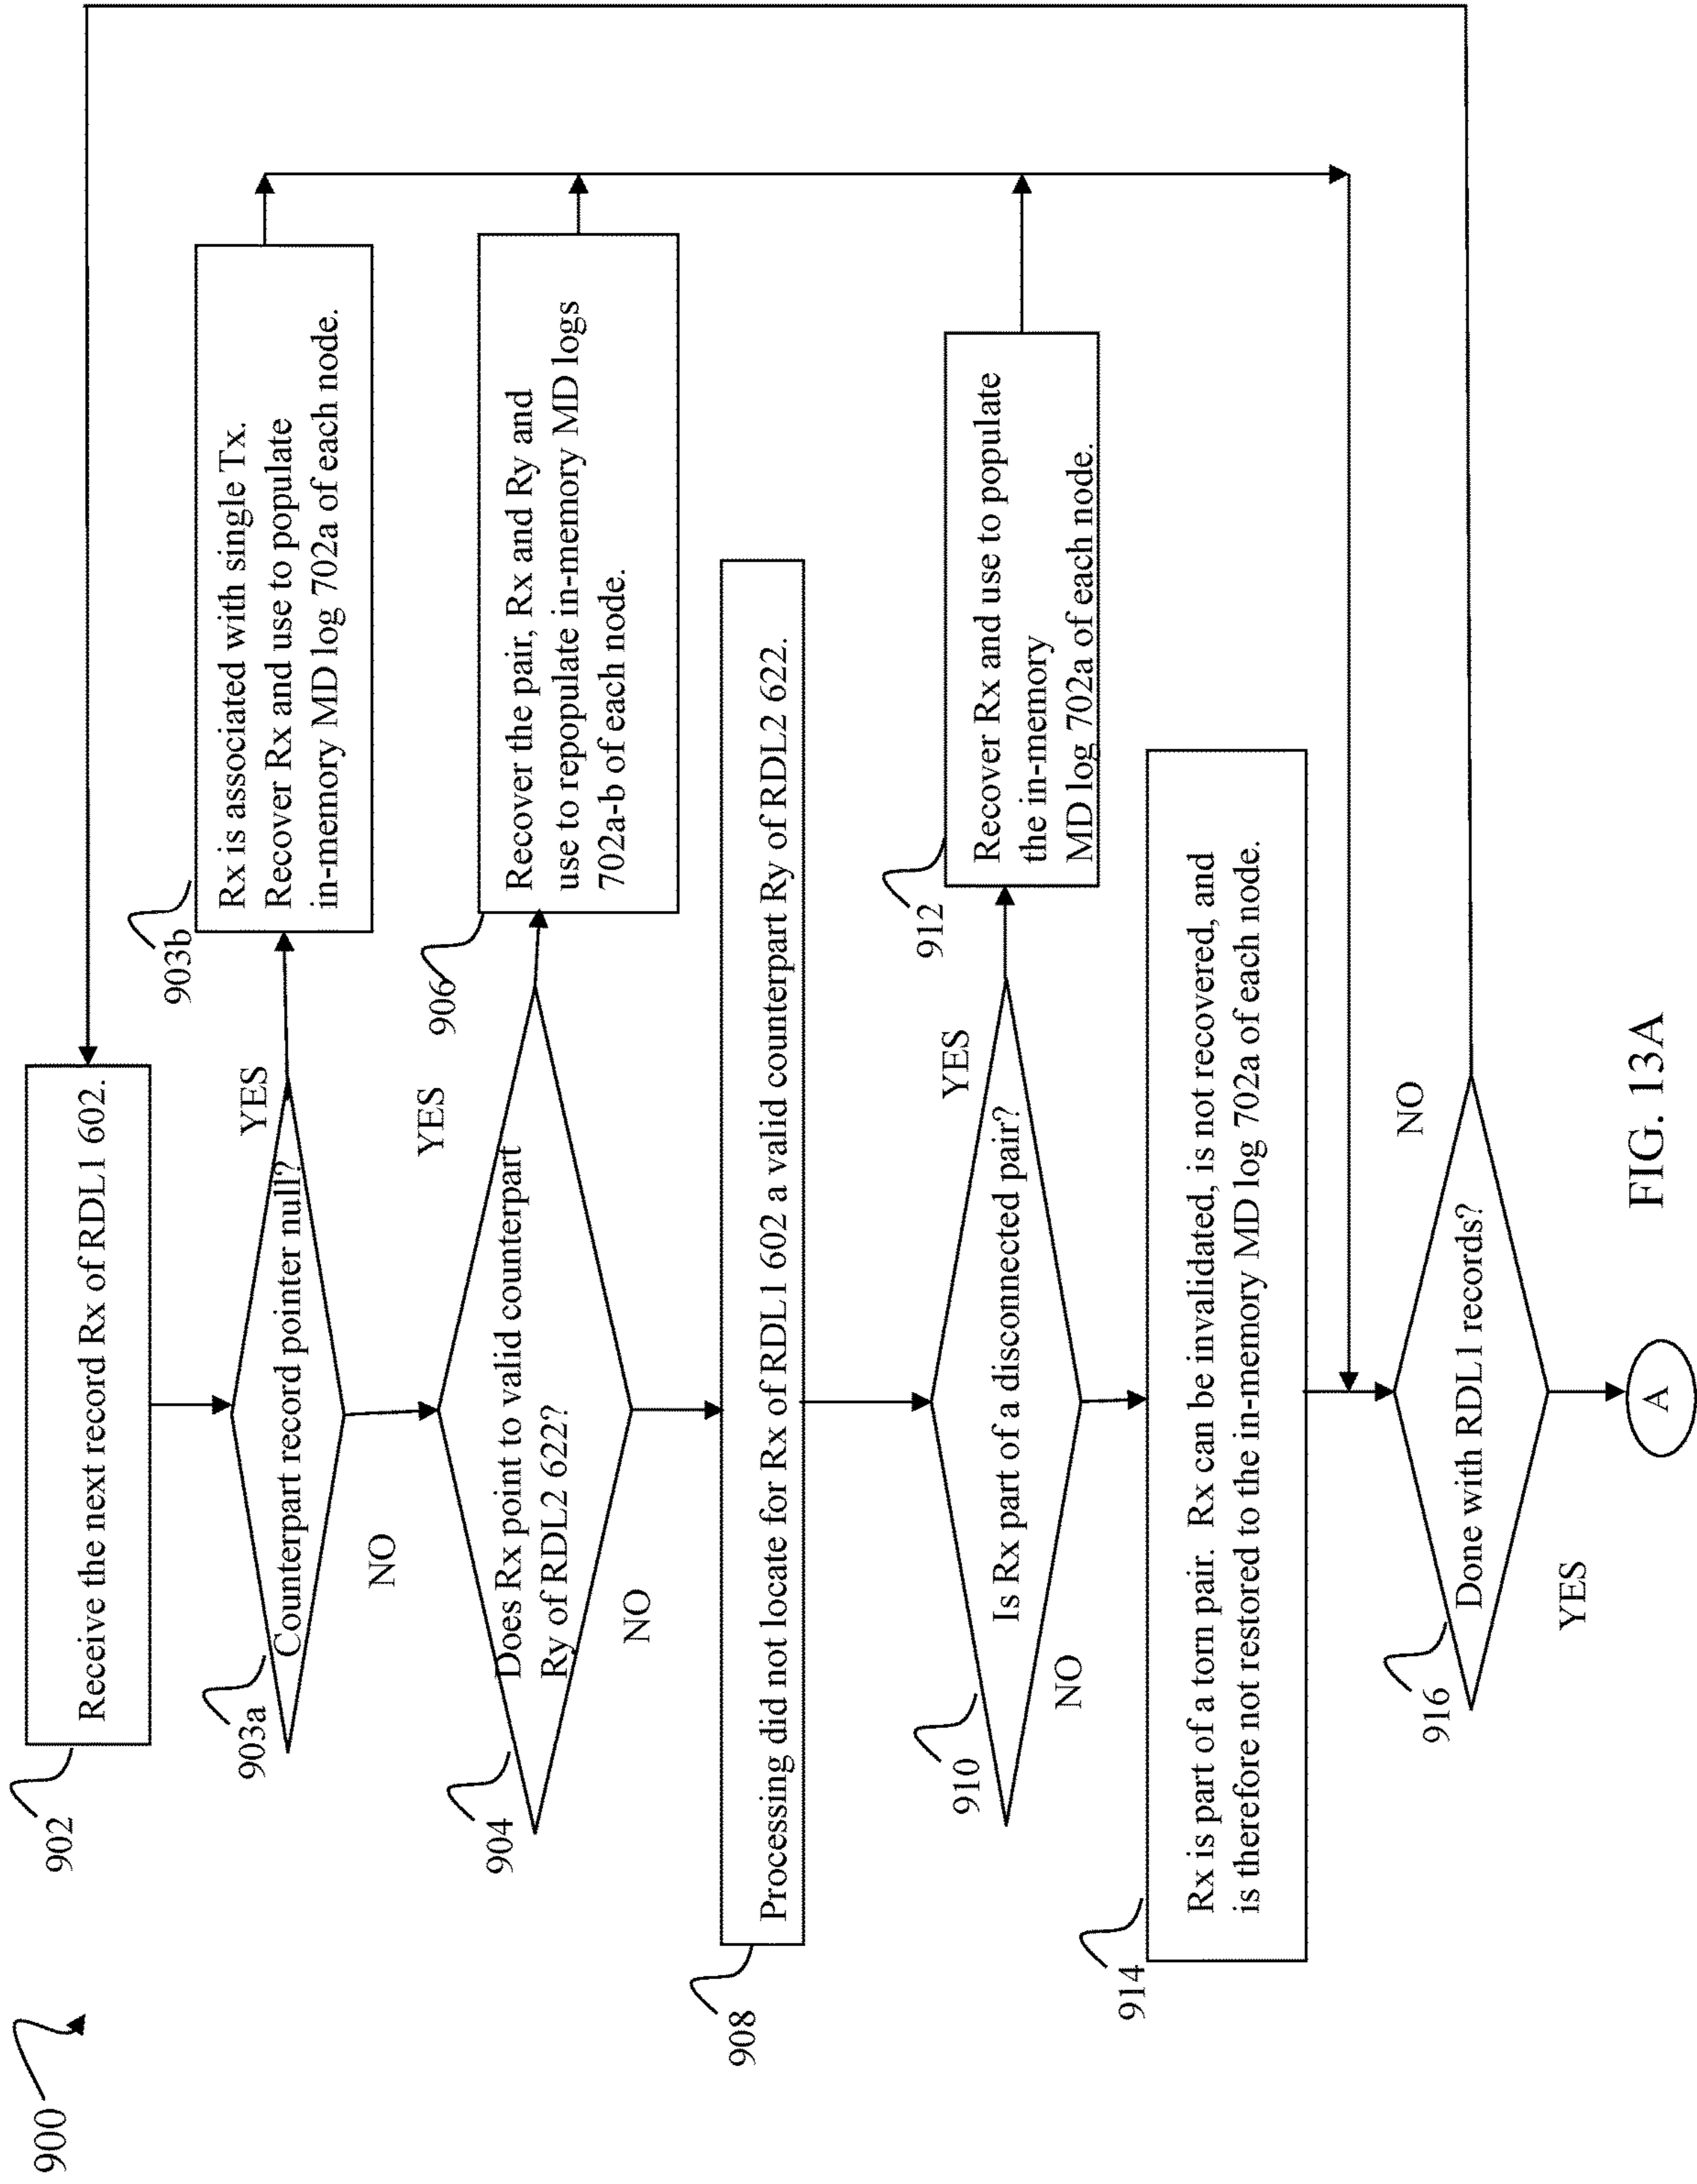 900
902
Receive the next record Rx of RDL1 602.
903a
Counterpart record pointer null?
YES
NO
903b
Rx is associated with single Tx.
Recover Rx and use to populate
in-memory MD log 702a of each node.
904
Does Rx point to valid counterpart
Ry of RDL2 622?
YES
NO
906
Recover the pair, Rx and Ry and
use to repopulate in-memory MD logs
702a-b of each node.
908
Processing did not locate for Rx of RDL1 602 a valid counterpart Ry of RDL2 622.
910
Is Rx part of a disconnected pair?
YES
NO
912
Recover Rx and use to populate
the in-memory
MD log 702a of each node.
914
Rx is part of a torn pair. Rx can be invalidated, is not recovered, and
is therefore not restored to the in-memory MD log 702a of each node.
916
Done with RDL1 records?
NO
YES
A
FIG. 13A